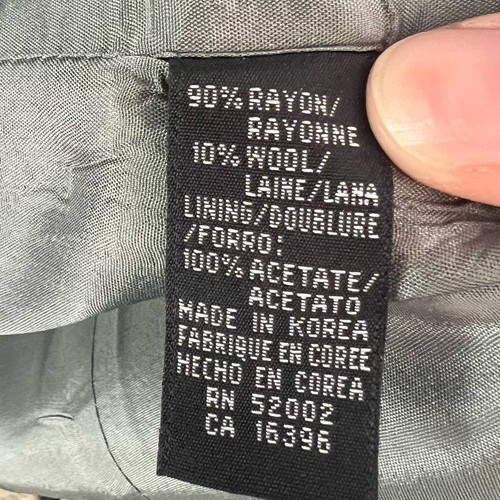 90% RAYON/
RAYONNE
10% WOOL/
LAINE/LANA
LINING/DOUBLURE
/FORRO:
100% ACETATE/
ACETATO
MADE IN KOREA
FABRIQUE EN COREE
HECHO EN COREA
RN 52002
CA 16396